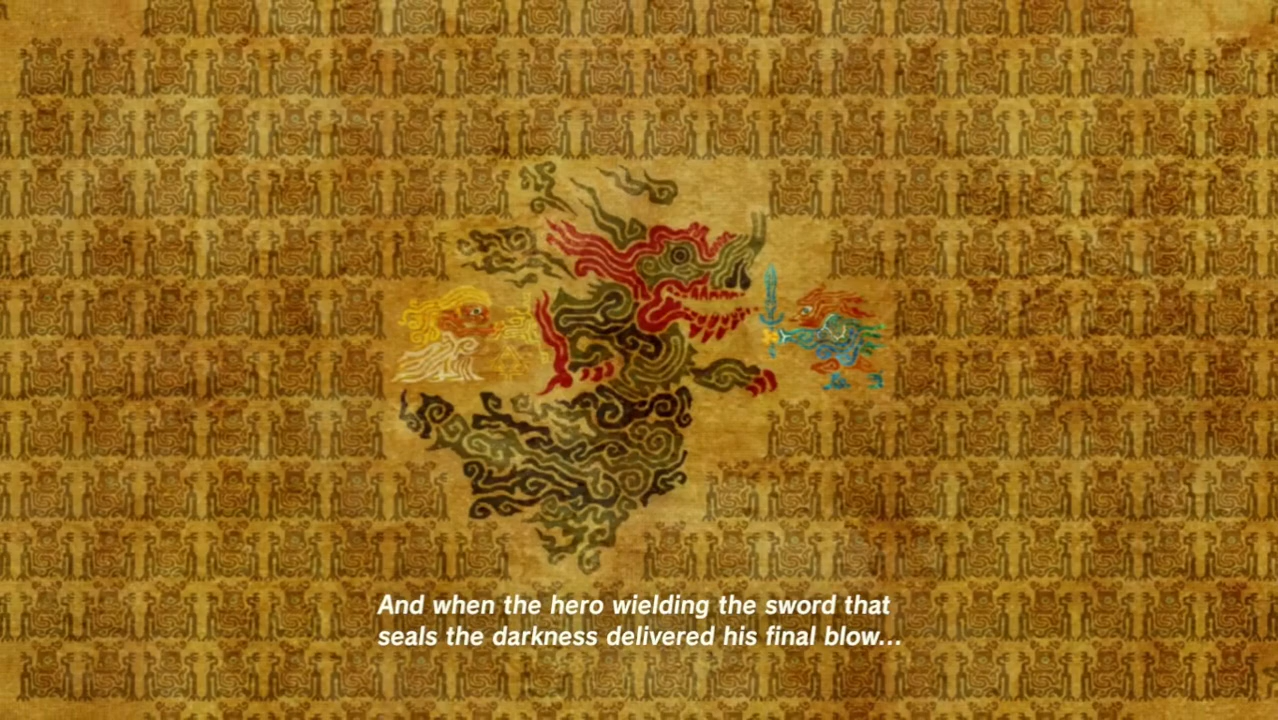 And when the hero wielding the sword that
seals the darkness delivered his final blow...